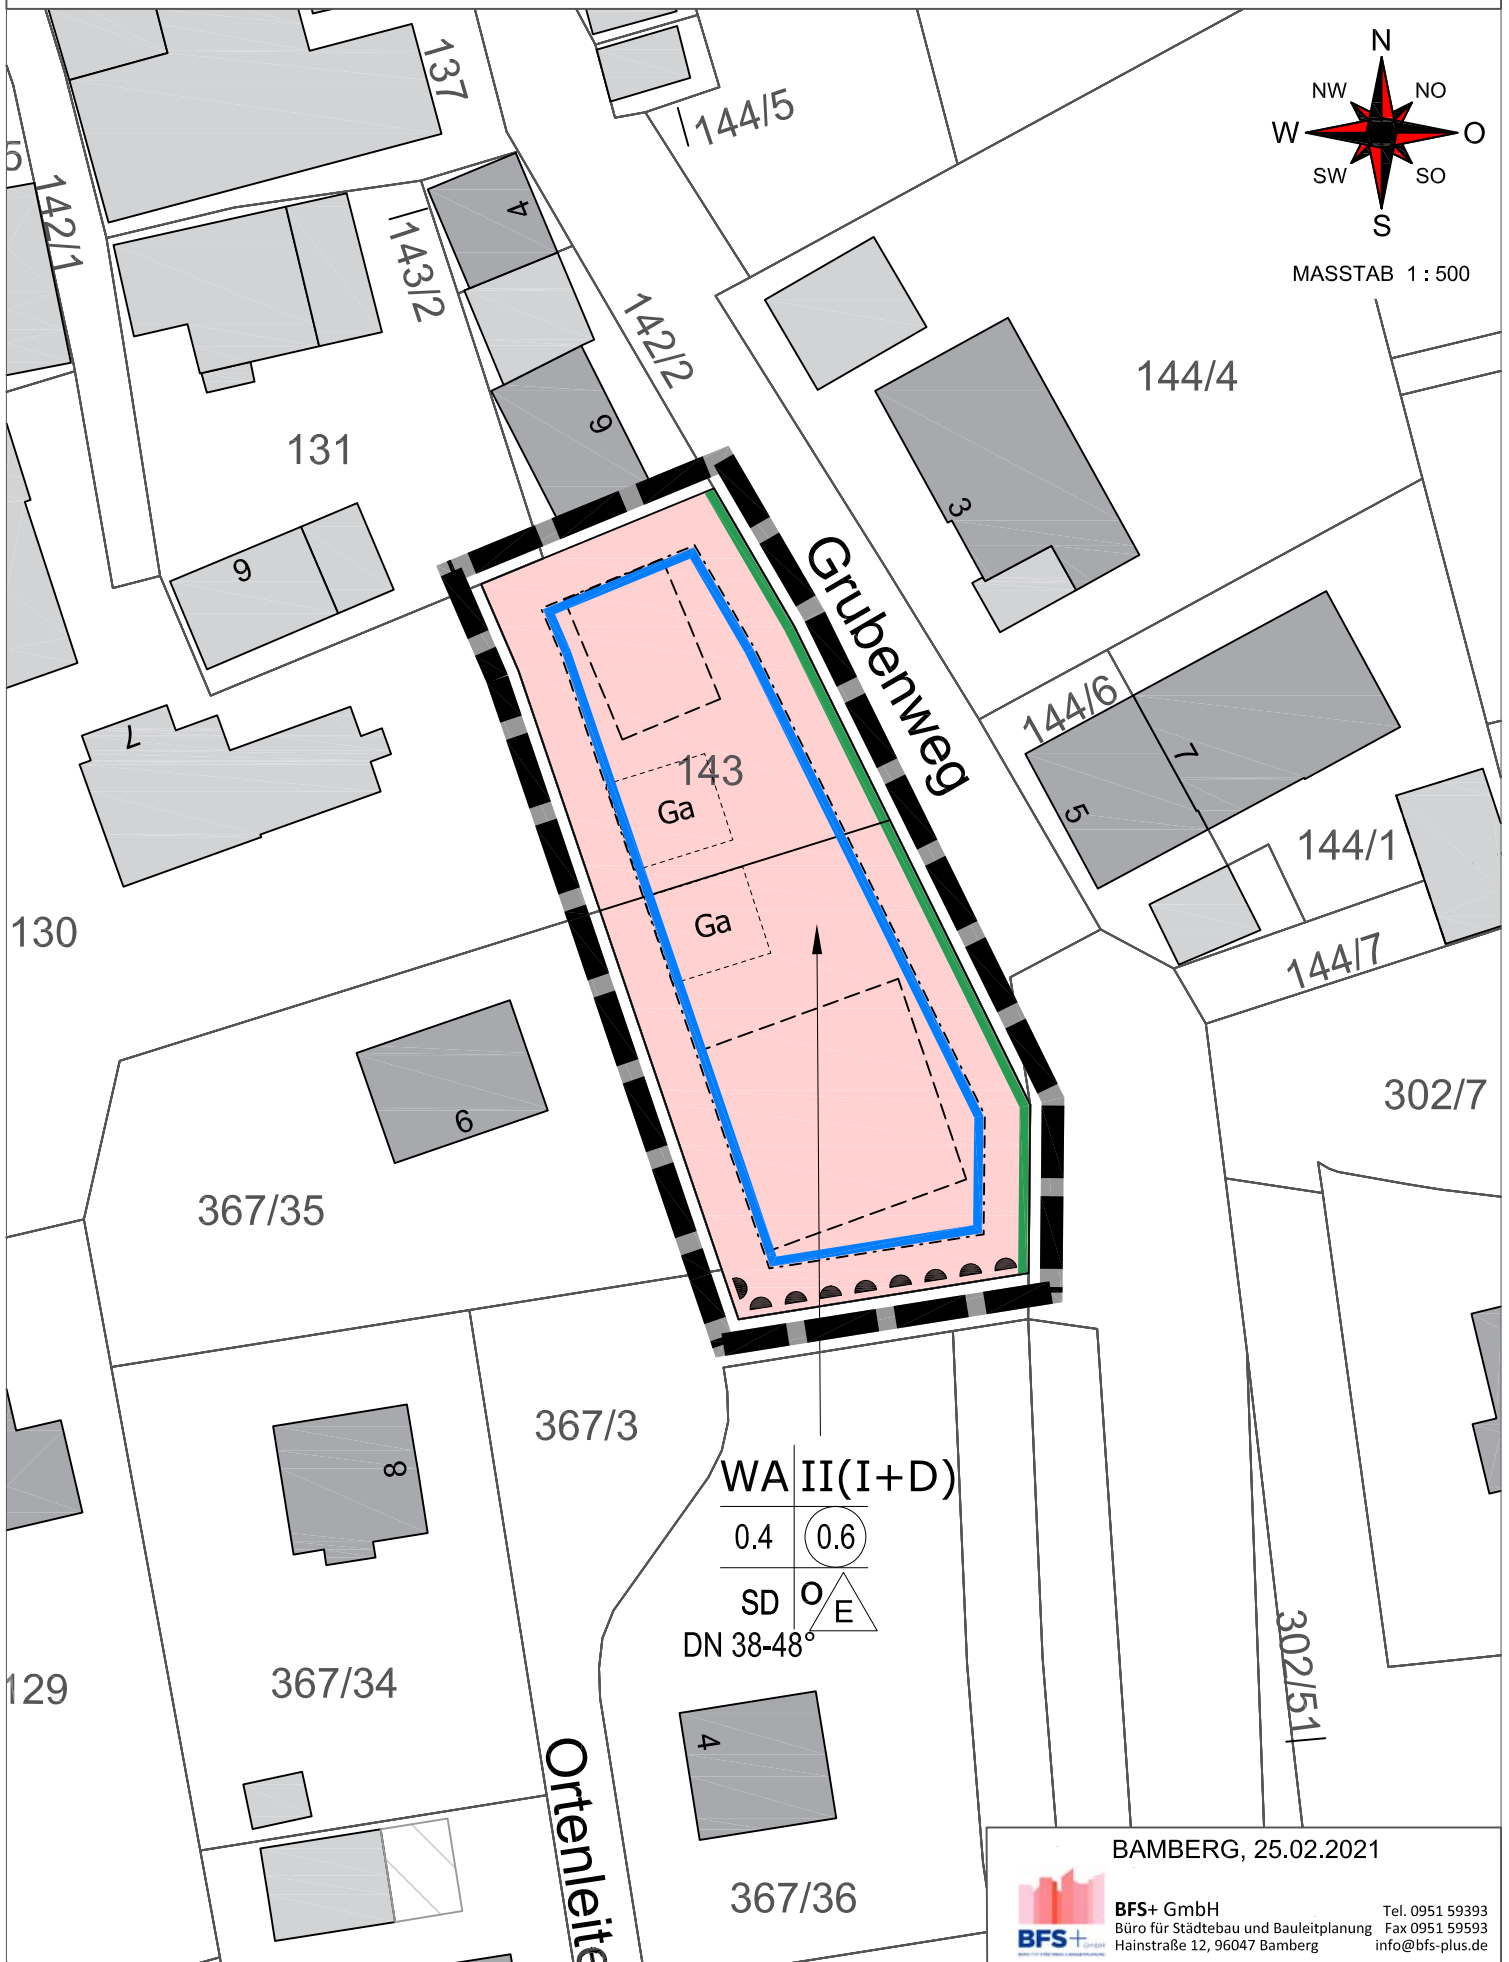 N
NW NO
W O
SW SO
S
MASSTAB 1 : 500
137
144/5
142/1
143/2
4
142/2
144/4
131
6
3
6
Grubenweg
144/6
7
7
5
143
Ga
144/1
Ga
130
144/7
6
302/7
367/35
367/3
8
WA II(I+D)
0.4 0.6
SD o E
DN 38-48°
302/51
129
367/34
4
Ortenleite
367/36
BAMBERG, 25.02.2021
BFS+ GmbH
Büro für Städtebau und Bauleitplanung
Hainstraße 12, 96047 Bamberg
Tel. 0951 59393
Fax 0951 59593
info@bfs-plus.de
BFS+ GmbH